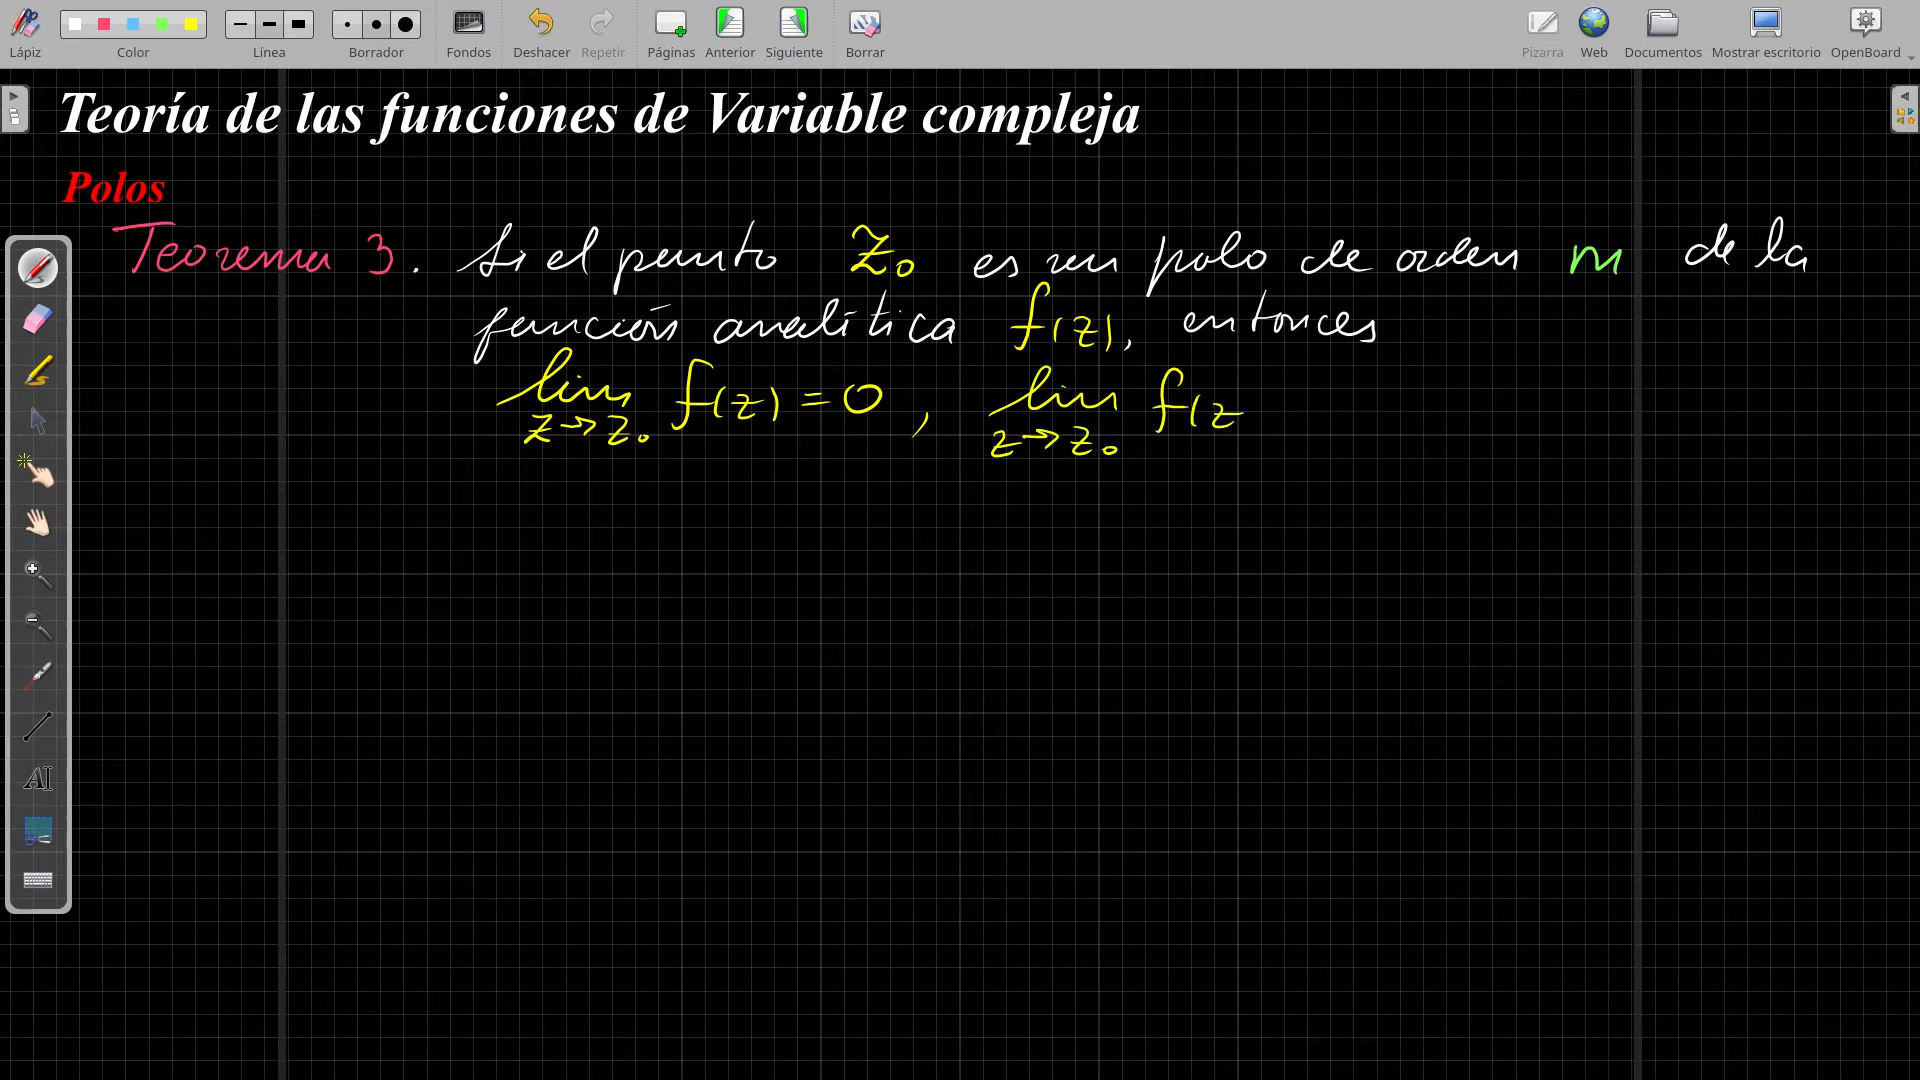 Lápiz Color Línea Borrador Fondos Deshacer Repetir Páginas Anterior Siguiente Borrar Pizarra Web Documentos Mostrar escritorio OpenBoard
Teoría de las funciones de Variable compleja
Polos
Teorema 3. Si el punto z₀ es un polo de orden m de la
función analítica f(z), entonces
lim f(z) = 0 , lim f(z
z→z₀ z→z₀